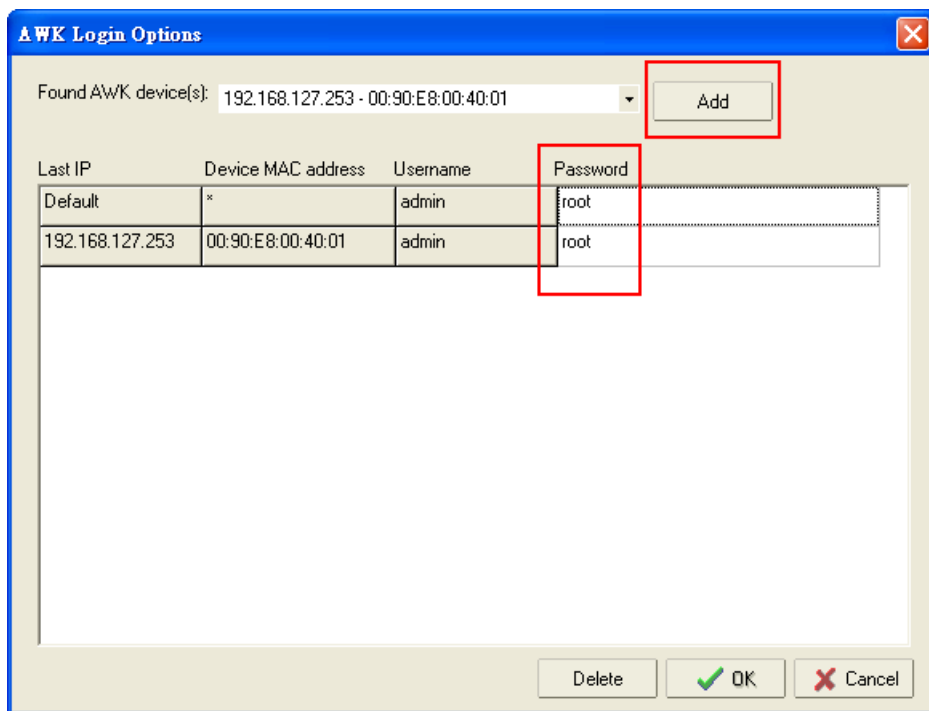 AWK Login Options
Found AWK device(s): 192.168.127.253 - 00:90:E8:00:40:01 Add
Last IP Device MAC address Username Password
Default * admin root
192.168.127.253 00:90:E8:00:40:01 admin root
Delete OK Cancel